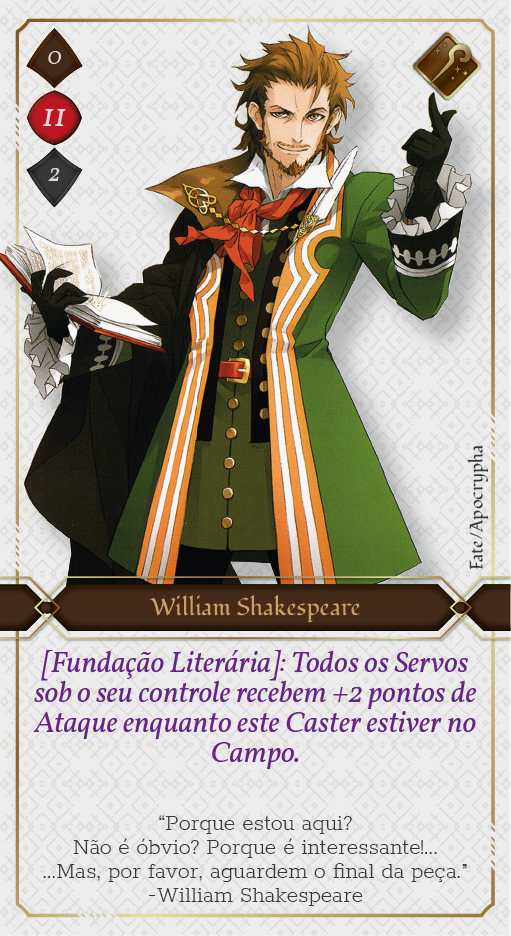 0
II
2
Fate/Apocrypha
William Shakespeare
[Fundação Literária]: Todos os Servos
sob o seu controle recebem +2 pontos de
Ataque enquanto este Caster estiver no
Campo.
“Porque estou aqui?
Não é óbvio? Porque é interessante!...
...Mas, por favor, aguardem o final da peça.”
-William Shakespeare